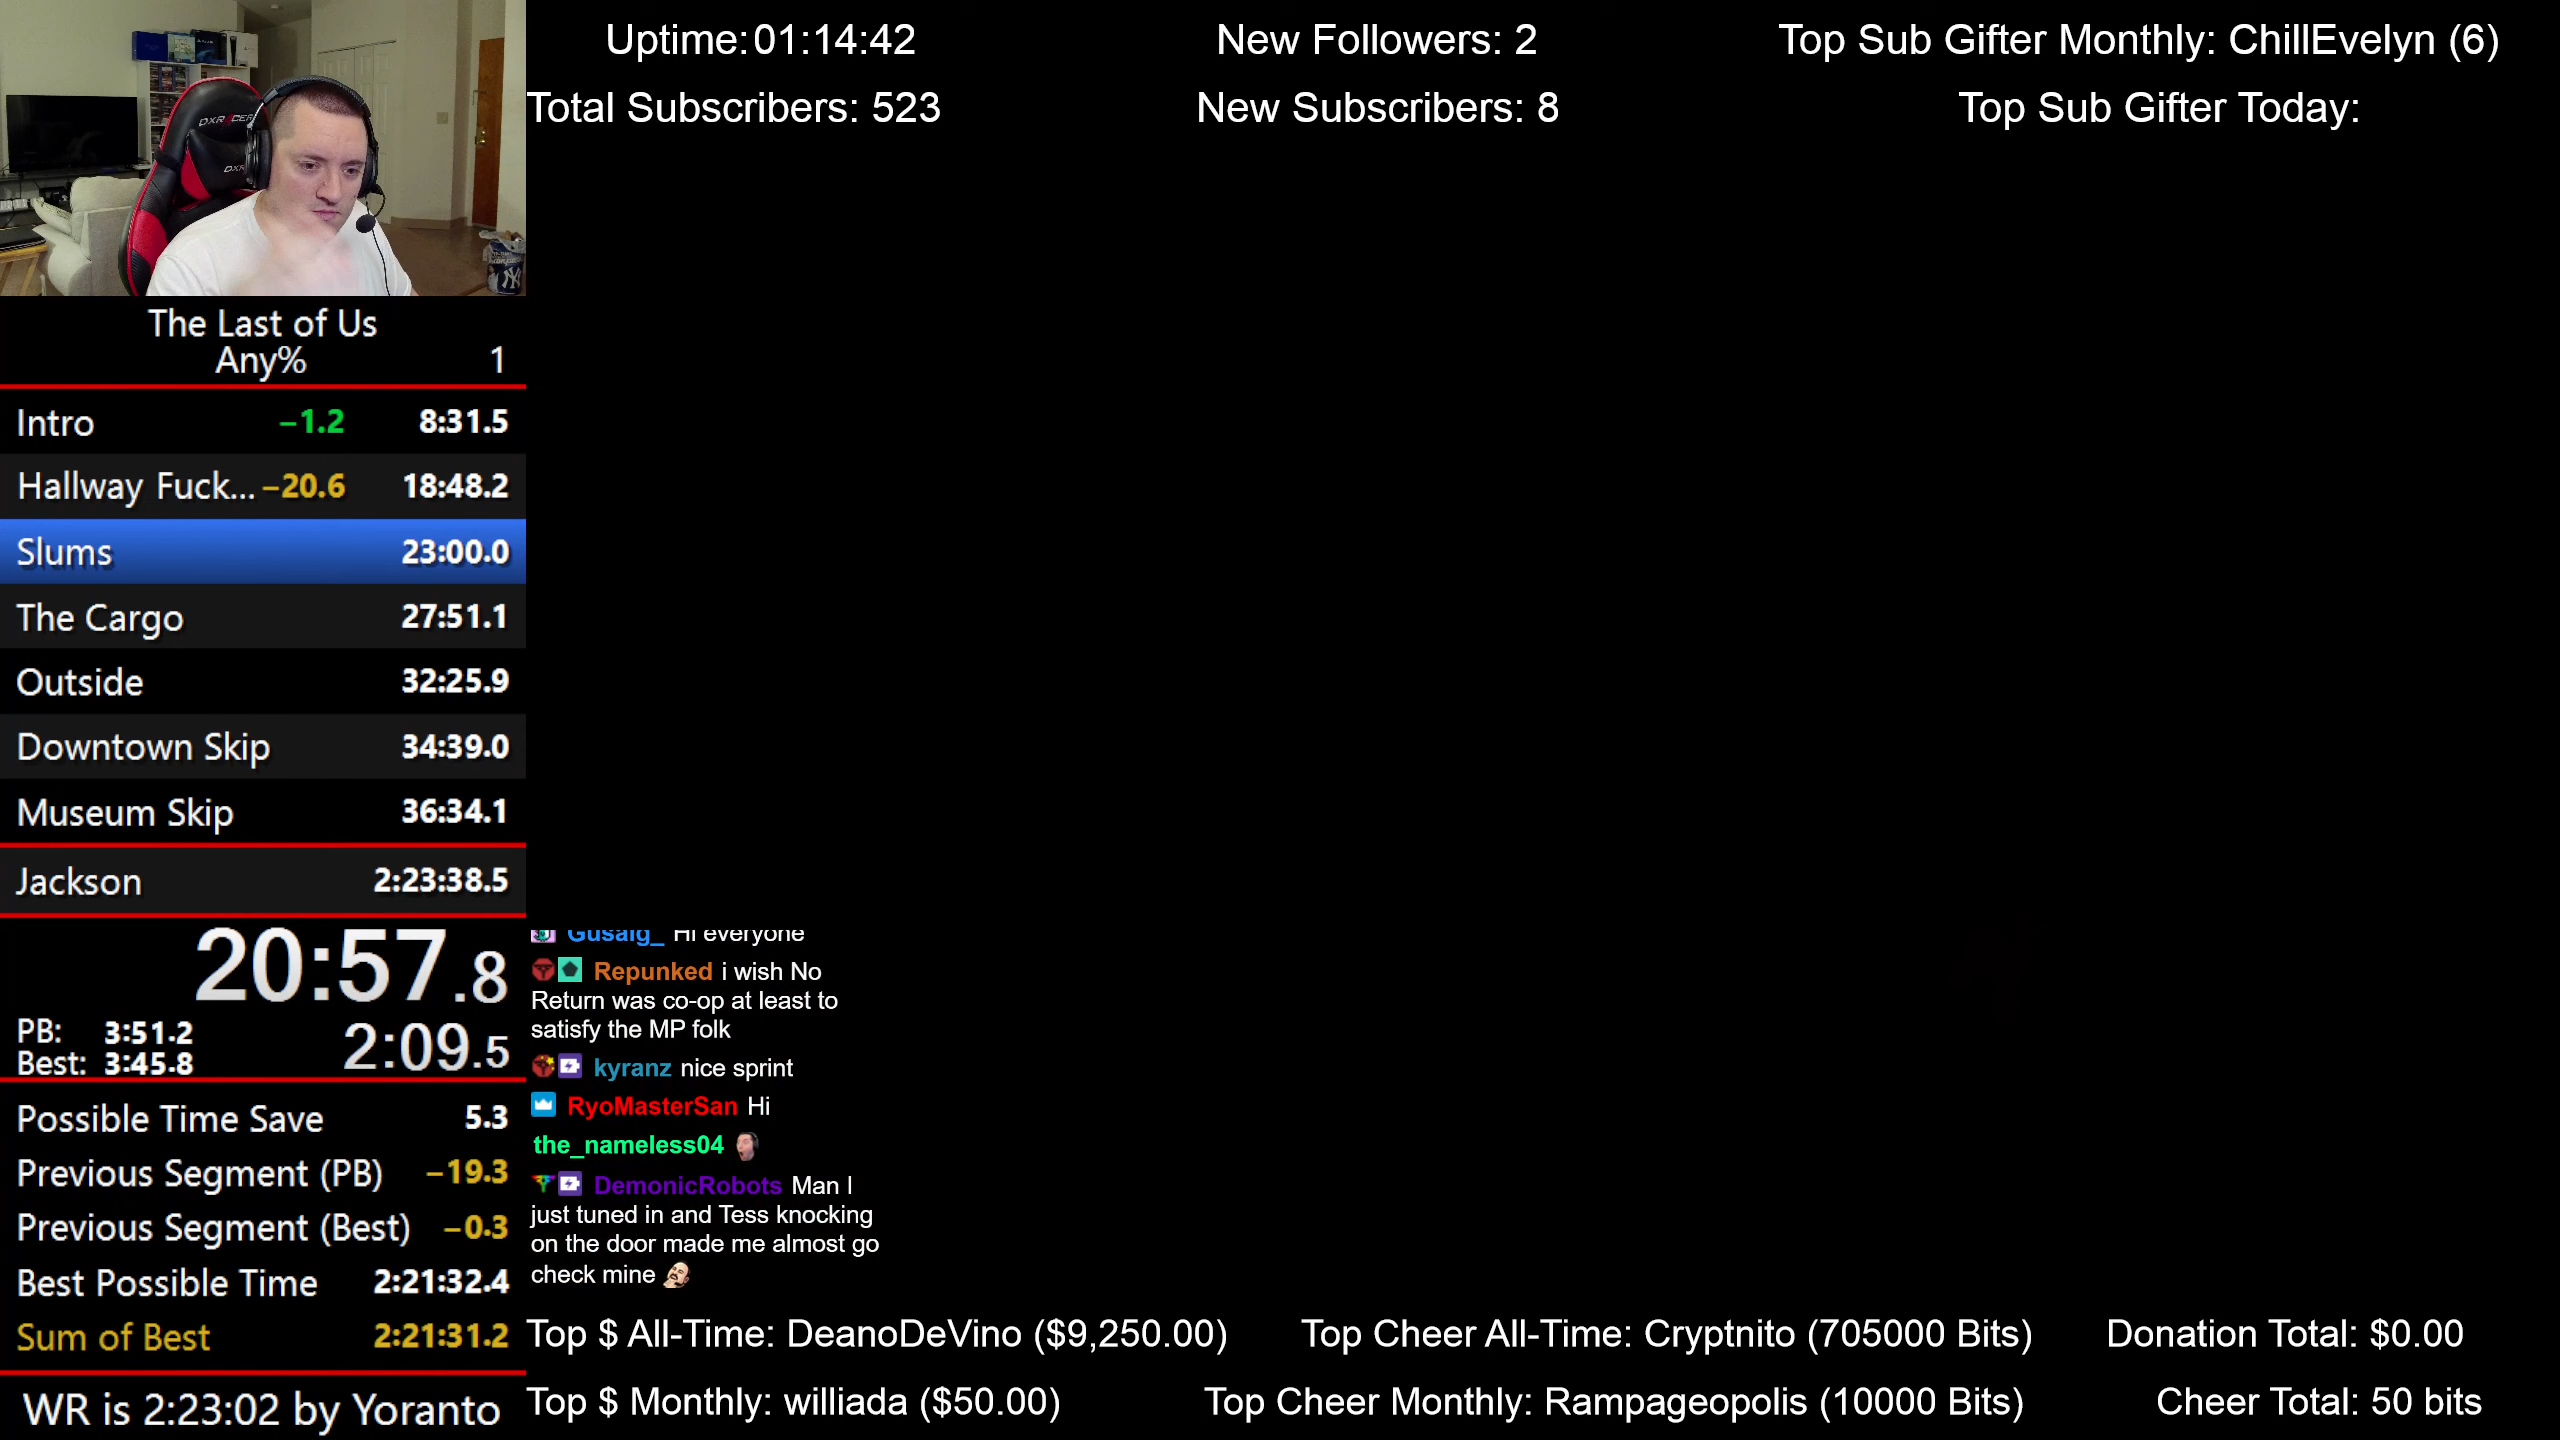 Uptime: 01:14:42
New Followers: 2
Top Sub Gifter Monthly: ChillEvelyn (6)
Total Subscribers: 523
New Subscribers: 8
Top Sub Gifter Today:
DXRACER
The Last of Us
Any% 1
Intro −1.2 8:31.5
Hallway Fuck... −20.6 18:48.2
Slums 23:00.0
The Cargo 27:51.1
Outside 32:25.9
Downtown Skip 34:39.0
Museum Skip 36:34.1
Jackson 2:23:38.5
20:57.8
PB: 3:51.2
Best: 3:45.8
2:09.5
Possible Time Save 5.3
Previous Segment (PB) −19.3
Previous Segment (Best) −0.3
Best Possible Time 2:21:32.4
Sum of Best 2:21:31.2
WR is 2:23:02 by Yoranto
Gusaig_ Hi everyone
Repunked i wish No
Return was co-op at least to
satisfy the MP folk
kyranz nice sprint
RyoMasterSan Hi
the_nameless04
DemonicRobots Man I
just tuned in and Tess knocking
on the door made me almost go
check mine
Top $ All-Time: DeanoDeVino ($9,250.00)
Top Cheer All-Time: Cryptnito (705000 Bits)
Donation Total: $0.00
Top $ Monthly: williada ($50.00)
Top Cheer Monthly: Rampageopolis (10000 Bits)
Cheer Total: 50 bits